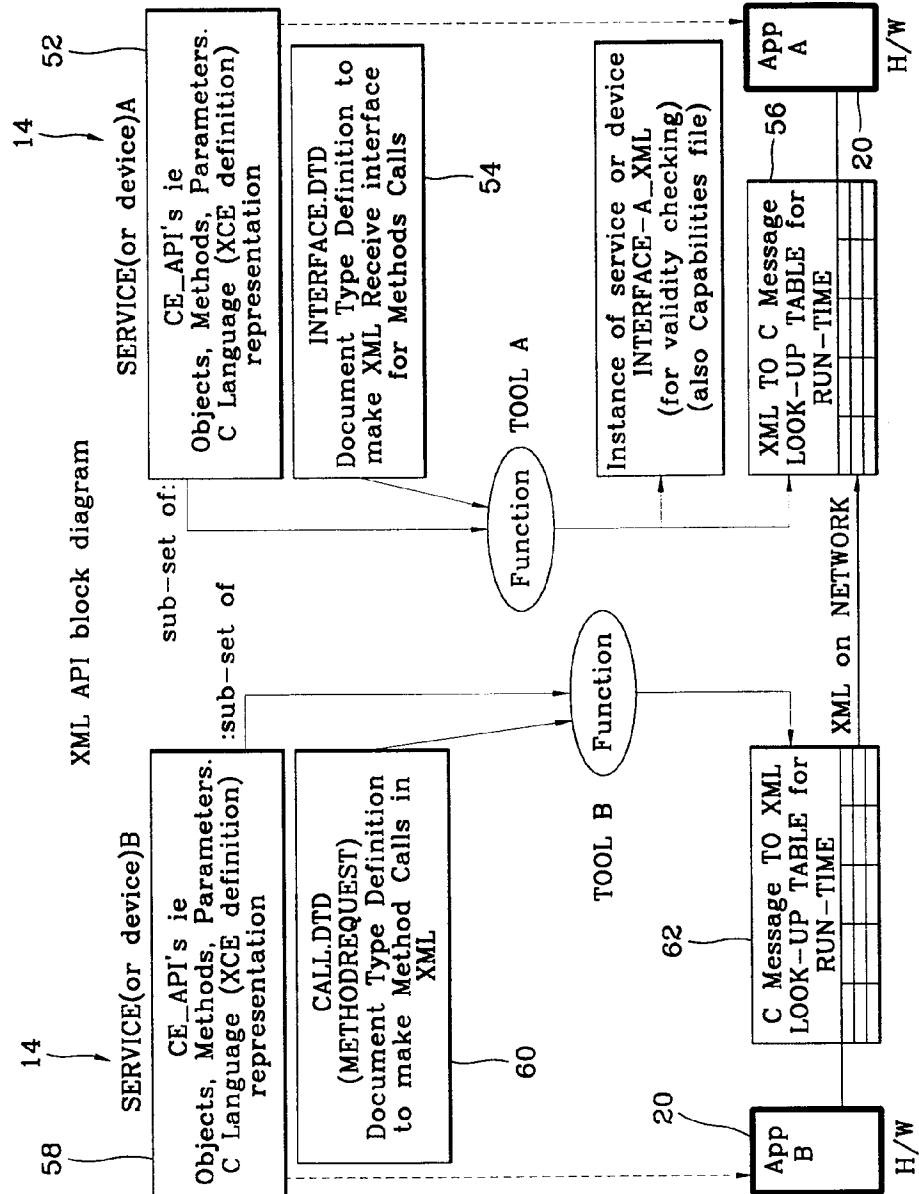 XML API block diagram
14
SERVICE(or device)B
58
CE_API's ie
Objects, Methods, Parameters.
C Language (XCE definition)
representation
:sub-set of
CALL.DTD
(METHODREQUEST)
Document Type Definition
to make Method Calls in
XML
60
TOOL B
Function
62
C Message TO XML
LOOK-UP TABLE for
RUN-TIME
20
App
B
H/W
XML on NETWORK
14
SERVICE(or device)A
52
CE_API's ie
Objects, Methods, Parameters.
C Language (XCE definition)
representation
sub-set of:
INTERFACE.DTD
Document Type Definition to
make XML Receive interface
for Methods Calls
54
TOOL A
Function
Instance of service or device
INTERFACE-A_XML
(for validity checking)
(also Capabilities file)
XML TO C Message
LOOK-UP TABLE for
RUN-TIME
56
20
App
A
H/W